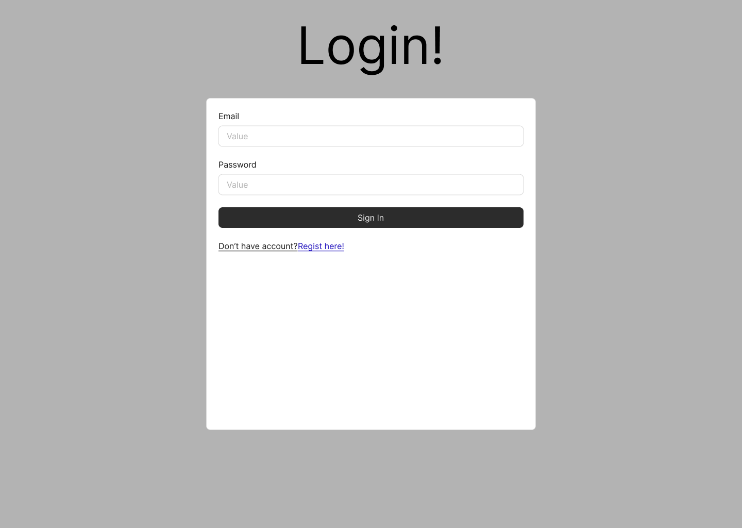 Login!
Email
Value
Password
Value
Sign In
Don't have account?Regist here!